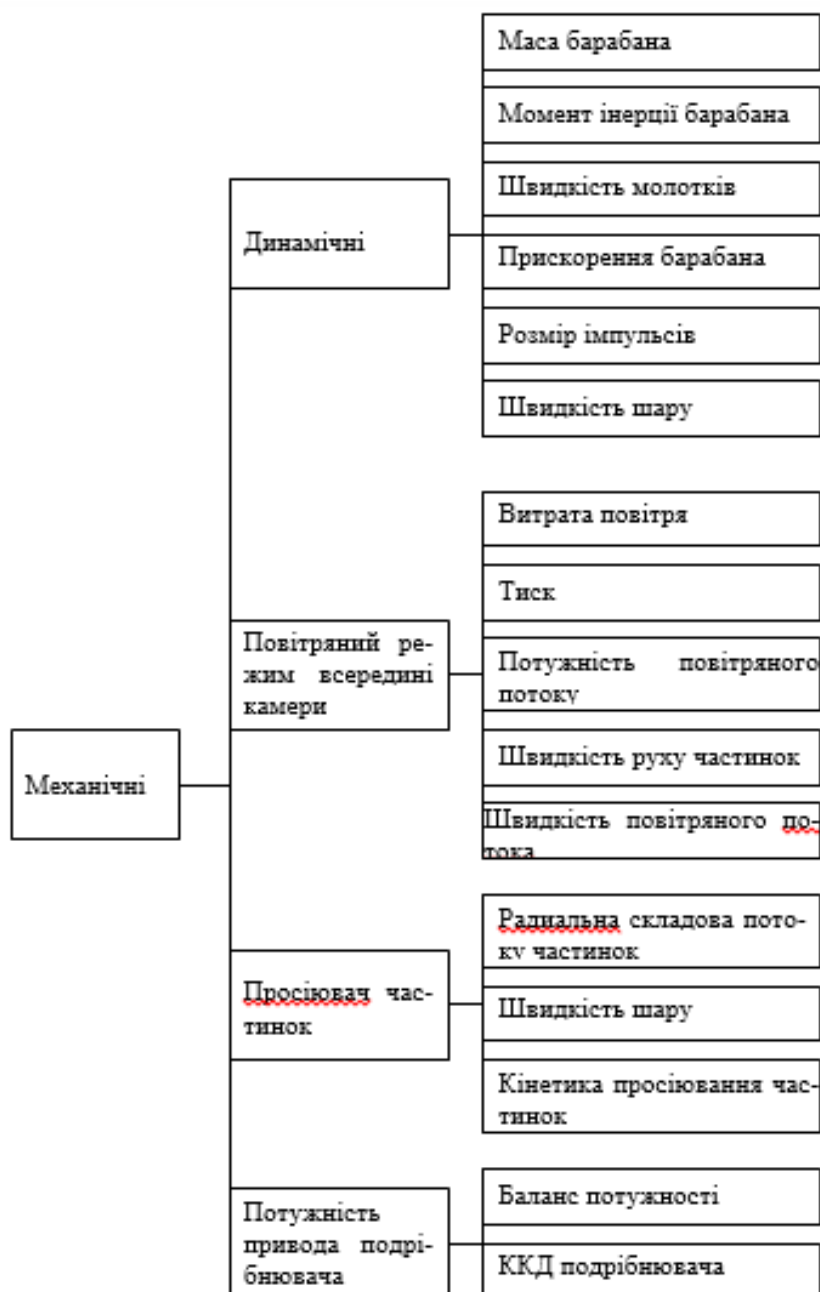 Механічні
Динамічні
Маса барабана
Момент інерції барабана
Швидкість молотків
Прискорення барабана
Розмір імпульсів
Швидкість шару
Повітряний ре-
жим всередині
камери
Витрата повітря
Тиск
Потужність повітряного
потоку
Швидкість руху частинок
Швидкість повітряного по-
тока
Просіювач час-
тинок
Радиальна складова пото-
ку частинок
Швидкість шару
Кінетика просіювання час-
тинок
Потужність
привода подрі-
бнювача
Баланс потужності
ККД подрібнювача